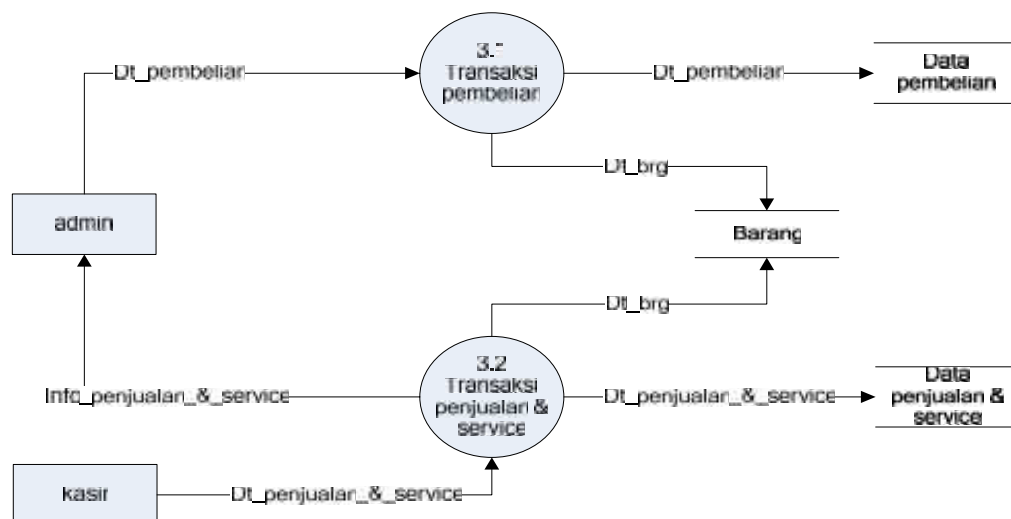 3.1
Transaksi
pembelian
Dt_pembelian
Dt_pembelian
Data
pembelian
Dt_brg
admin
Barang
Dt_brg
3.2
Transaksi
penjualan &
service
Info_penjualan_&_service
Dt_penjualan_&_service
Data
penjualan &
service
kasir
Dt_penjualan_&_service